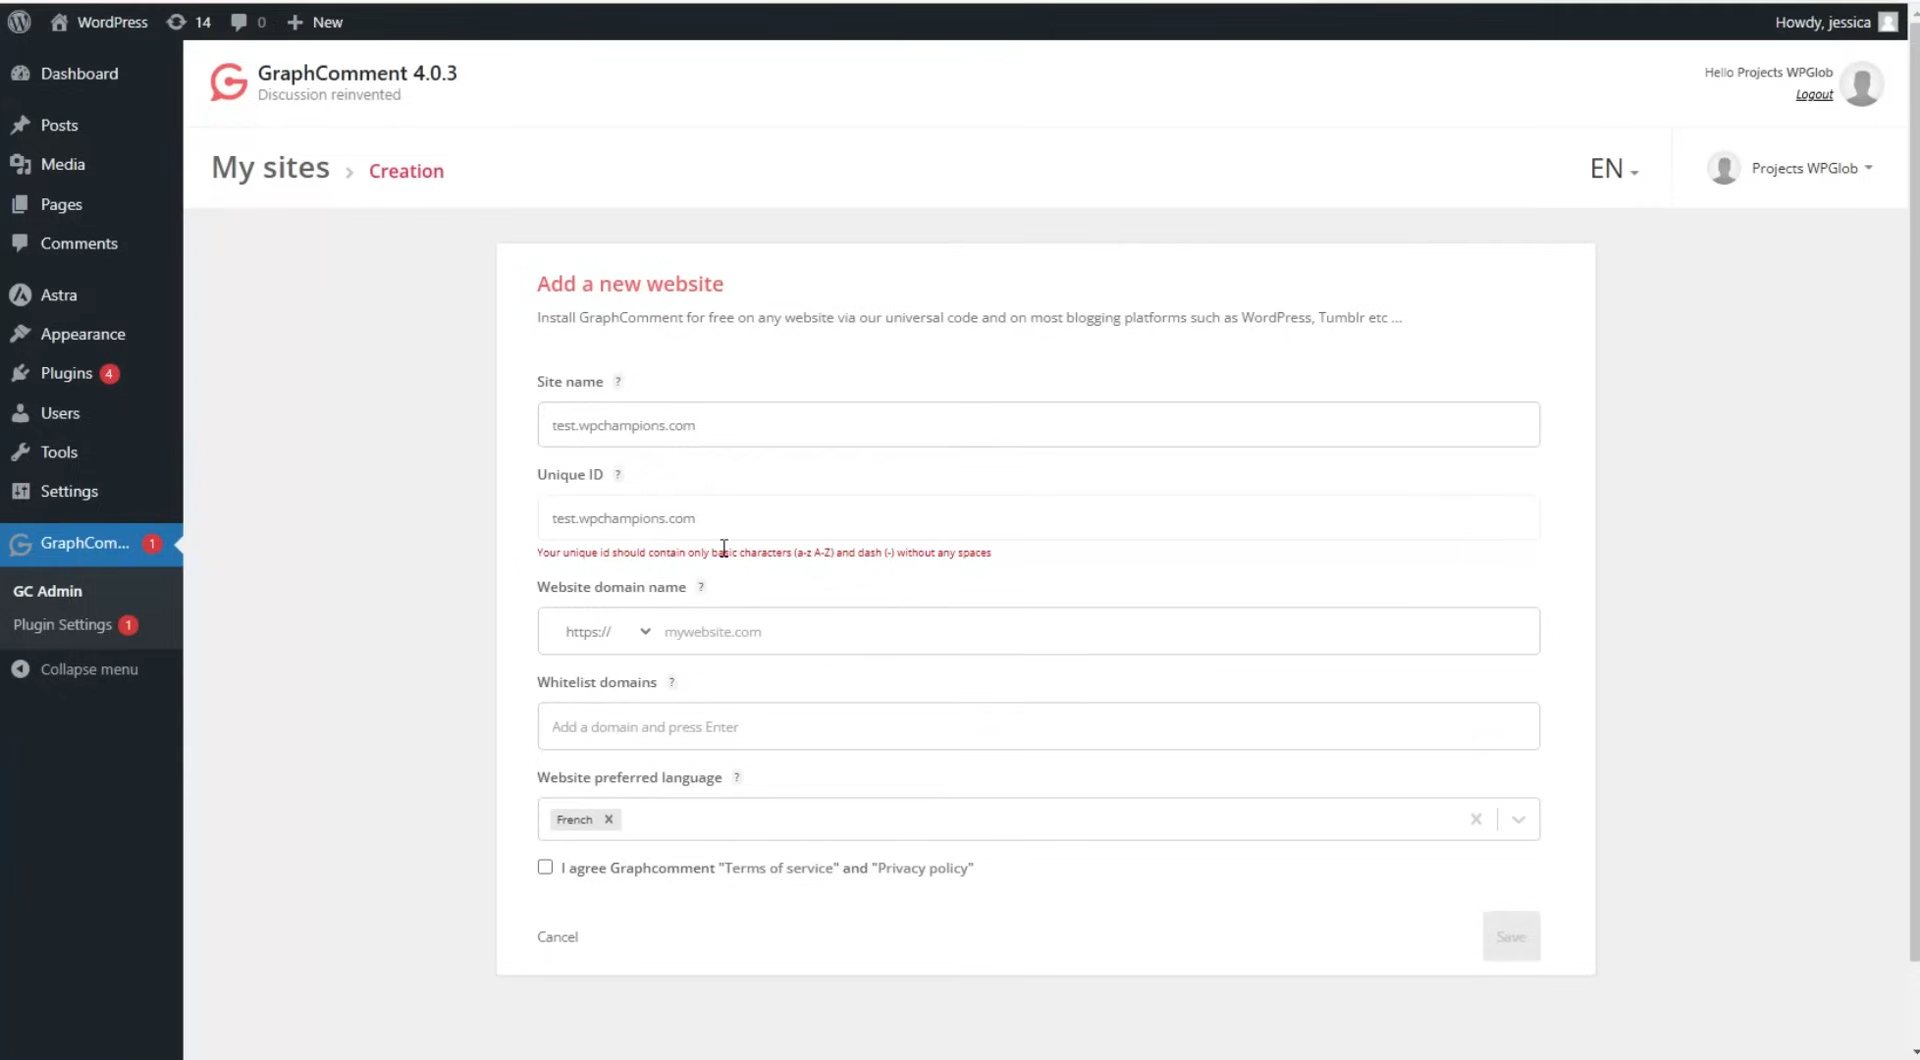 WordPress 14 0 New Howdy, jessica
Dashboard
Posts
Media
Pages
Comments
Astra
Appearance
Plugins 4
Users
Tools
Settings
GraphCom... 1
GC Admin
Plugin Settings 1
Collapse menu
GraphComment 4.0.3
Discussion reinvented
Hello Projects WPGlob
Logout
My sites > Creation
EN
Projects WPGlob
Add a new website
Install GraphComment for free on any website via our universal code and on most blogging platforms such as WordPress, Tumblr etc ...
Site name ?
test.wpchampions.com
Unique ID ?
test.wpchampions.com
Your unique id should contain only basic characters (a-z A-Z) and dash (-) without any spaces
Website domain name ?
https:// mywebsite.com
Whitelist domains ?
Add a domain and press Enter
Website preferred language ?
French X
I agree Graphcomment "Terms of service" and "Privacy policy"
Cancel
Save